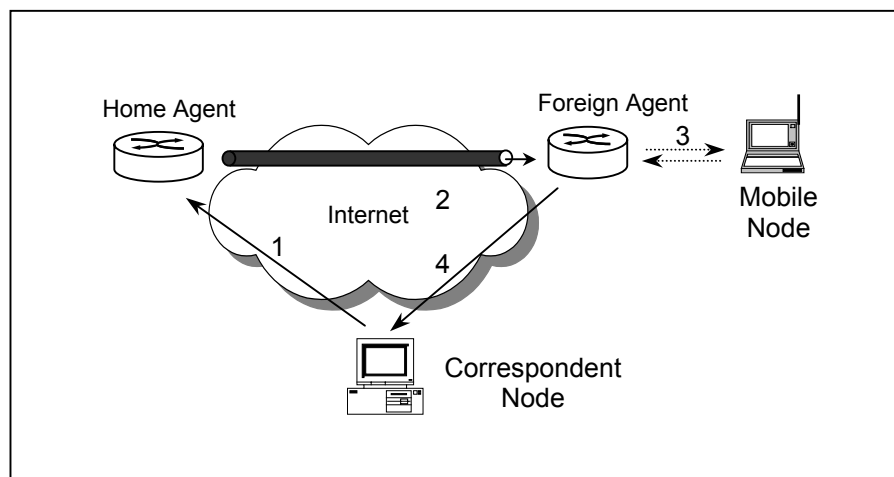 Home Agent
Foreign Agent
3
Mobile
Node
2
Internet
1
4
Correspondent
Node